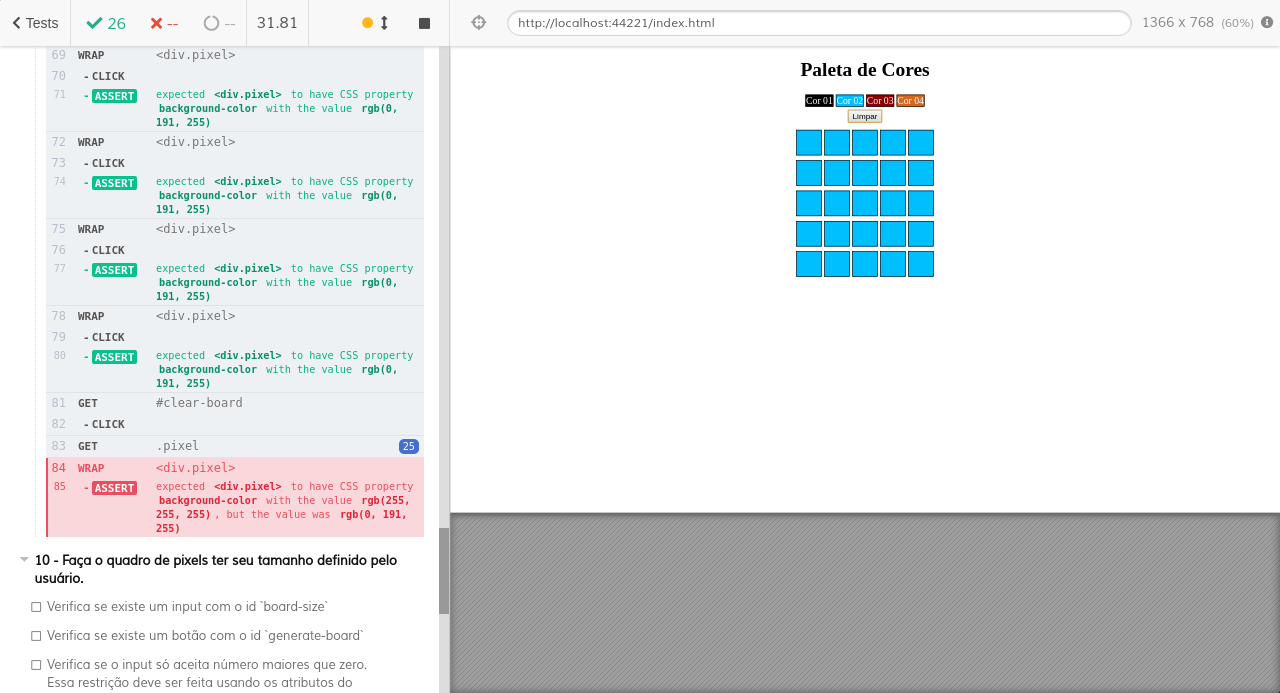 Tests
26
--
--
31.81
http://localhost:44221/index.html
1366 x 768 (60%)
69 WRAP <div.pixel>
70 - CLICK
71 - ASSERT expected <div.pixel> to have CSS property
background-color with the value rgb(0,
191, 255)
72 WRAP <div.pixel>
73 - CLICK
74 - ASSERT expected <div.pixel> to have CSS property
background-color with the value rgb(0,
191, 255)
75 WRAP <div.pixel>
76 - CLICK
77 - ASSERT expected <div.pixel> to have CSS property
background-color with the value rgb(0,
191, 255)
78 WRAP <div.pixel>
79 - CLICK
80 - ASSERT expected <div.pixel> to have CSS property
background-color with the value rgb(0,
191, 255)
81 GET #clear-board
82 - CLICK
83 GET .pixel 25
84 WRAP <div.pixel>
85 - ASSERT expected <div.pixel> to have CSS property
background-color with the value rgb(255,
255, 255), but the value was rgb(0, 191,
255)
10 - Faça o quadro de pixels ter seu tamanho definido pelo
usuário.
Verifica se existe um input com o id `board-size`
Verifica se existe um botão com o id `generate-board`
Verifica se o input só aceita número maiores que zero.
Essa restrição deve ser feita usando os atributos do
Paleta de Cores
Cor 01 Cor 02 Cor 03 Cor 04
Limpar